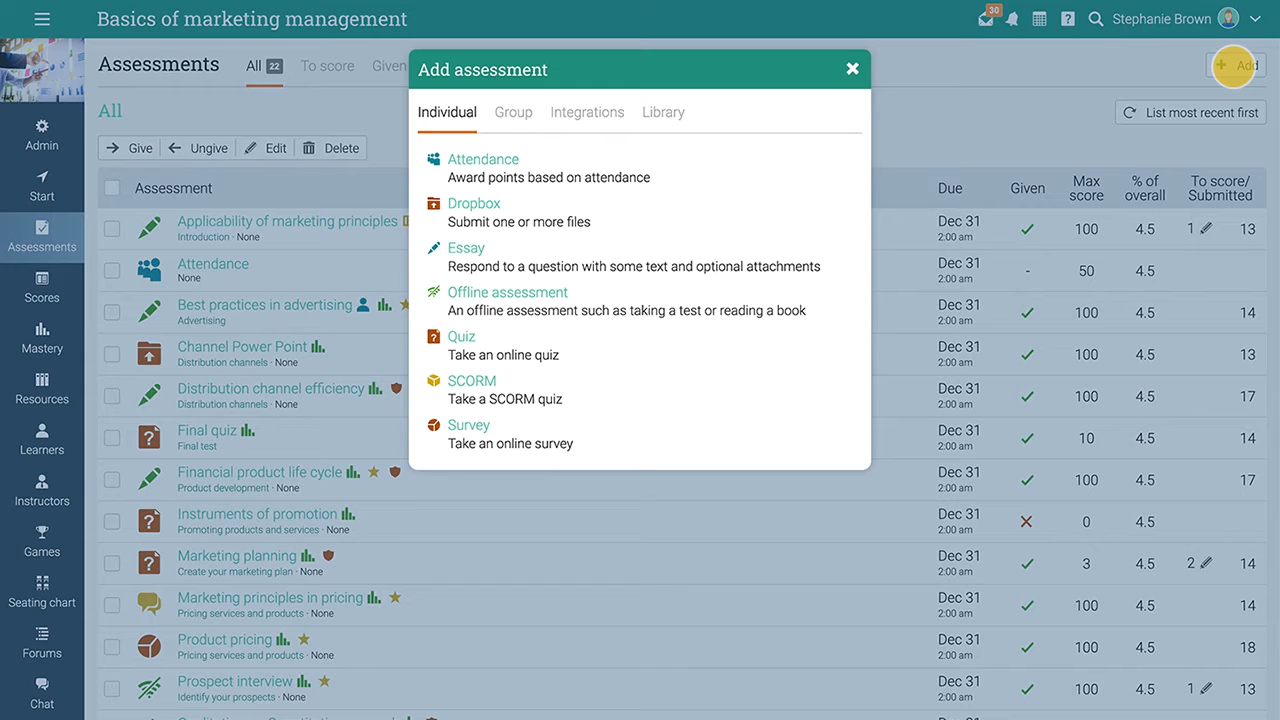 Basics of marketing management
30
Stephanie Brown
Assessments
All 22
To score
Given
Add
All
List most recent first
Give
Ungive
Edit
Delete
Admin
Start
Assessments
Scores
Mastery
Resources
Learners
Instructors
Games
Seating chart
Forums
Chat
Add assessment
Individual Group Integrations Library
Attendance
Award points based on attendance
Dropbox
Submit one or more files
Essay
Respond to a question with some text and optional attachments
Offline assessment
An offline assessment such as taking a test or reading a book
Quiz
Take an online quiz
SCORM
Take a SCORM quiz
Survey
Take an online survey
Assessment Due Given Max score % of overall To score/ Submitted
Applicability of marketing principles Dec 31 100 4.5 1 13
Introduction · None 2:00 am
Attendance Dec 31 - 50 4.5
None 2:00 am
Best practices in advertising Dec 31 100 4.5 14
Advertising 2:00 am
Channel Power Point Dec 31 100 4.5 13
Distribution channels · None 2:00 am
Distribution channel efficiency Dec 31 100 4.5 17
Distribution channels · None 2:00 am
Final quiz Dec 31 10 4.5 14
Final test 2:00 am
Financial product life cycle Dec 31 100 4.5 17
Product development · None 2:00 am
Instruments of promotion Dec 31 0 4.5
Promoting products and services · None 2:00 am
Marketing planning Dec 31 3 4.5 2 14
Create your marketing plan · None 2:00 am
Marketing principles in pricing Dec 31 100 4.5 14
Pricing services and products · None 2:00 am
Product pricing Dec 31 100 4.5 18
Pricing services and products · None 2:00 am
Prospect interview Dec 31 100 4.5 1 13
Identify your prospects · None 2:00 am